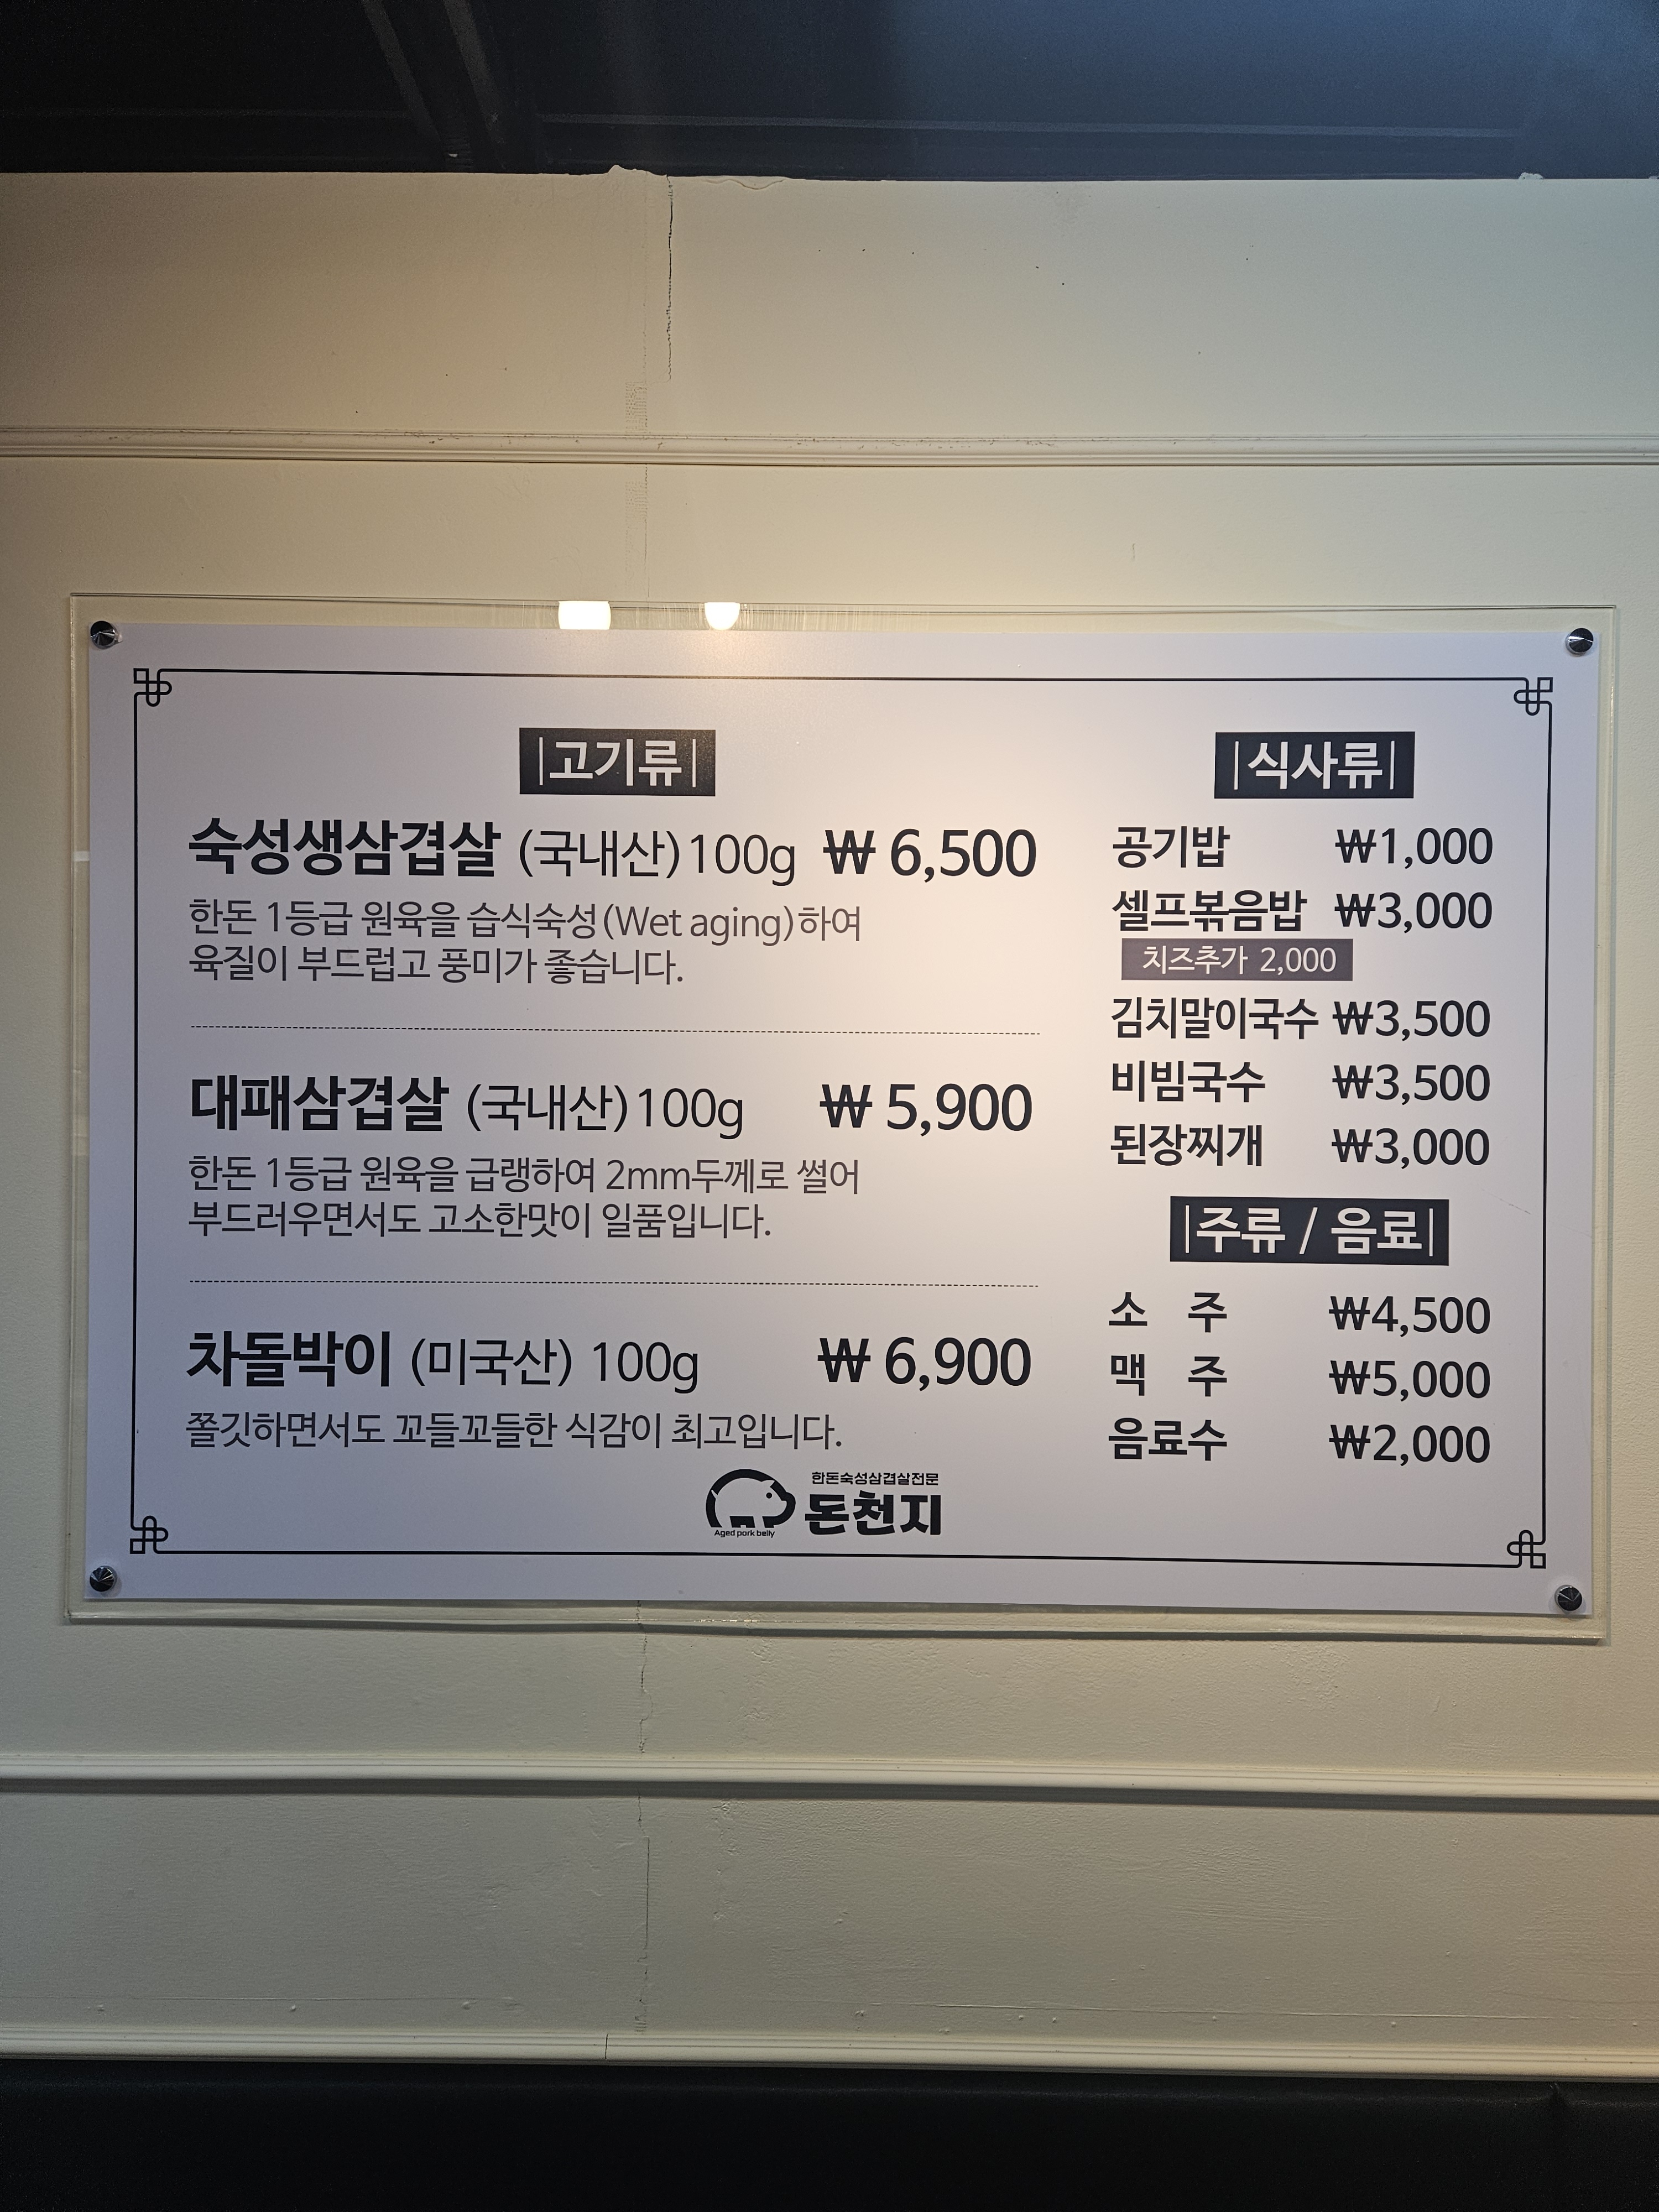 고기류
숙성생삼겹살 (국내산)100g ₩ 6,500
한돈 1등급 원육을 습식숙성(Wet aging)하여
육질이 부드럽고 풍미가 좋습니다.
대패삼겹살 (국내산)100g ₩ 5,900
한돈 1등급 원육을 급랭하여 2mm두께로 썰어
부드러우면서도 고소한맛이 일품입니다.
차돌박이 (미국산) 100g ₩ 6,900
쫄깃하면서도 꼬들꼬들한 식감이 최고입니다.
식사류
공기밥 ₩1,000
셀프볶음밥 ₩3,000
치즈추가 2,000
김치말이국수 ₩3,500
비빔국수 ₩3,500
된장찌개 ₩3,000
주류 / 음료
소 주 ₩4,500
맥 주 ₩5,000
음료수 ₩2,000
한돈숙성삼겹살전문
돈천지
Aged pork belly